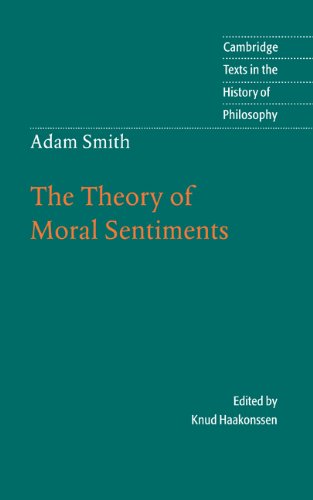 Cambridge
Texts in the
History of
Philosophy
Adam Smith
The Theory of
Moral Sentiments
Edited by
Knud Haakonssen